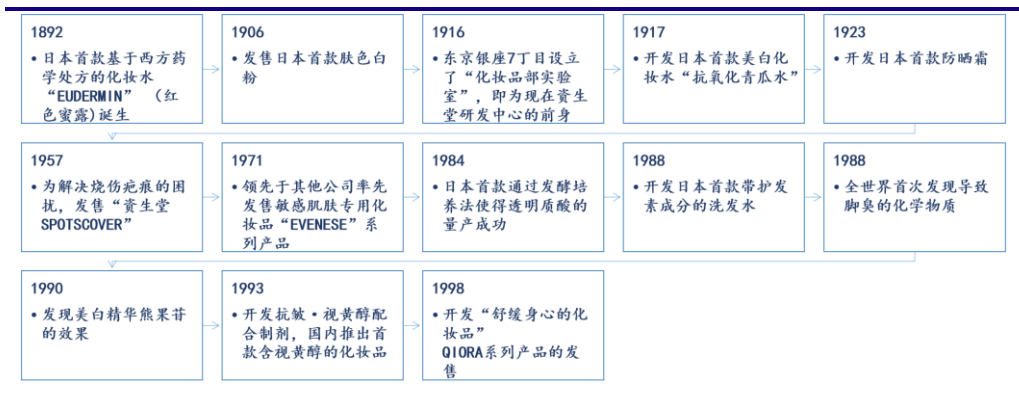 1892
• 日本首款基于西方药
学处方的化妆水
“EUDERMIN” (红
色蜜露)诞生
1906
• 发售日本首款肤色白
粉
1916
• 东京银座7丁目设立
了“化妆品部实验
室”，即为现在資生
堂研发中心的前身
1917
• 开发日本首款美白化
妆水“抗氧化青瓜水”
1923
• 开发日本首款防晒霜
1957
• 为解决烧伤疤痕的困
扰，发售“資生堂
SPOTSCOVER”
1971
• 领先于其他公司率先
发售敏感肌肤专用化
妆品“EVENESE”系
列产品
1984
• 日本首款通过发酵培
养法使得透明质酸的
量产成功
1988
• 开发日本首款带护发
素成分的洗发水
1988
• 全世界首次发现导致
脚臭的化学物质
1990
• 发现美白精华熊果苷
的效果
1993
• 开发抗皱·视黄醇配
合制剂，国内推出首
款含视黄醇的化妆品
1998
• 开发“舒缓身心的化
妆品”
QIORA系列产品的发
售